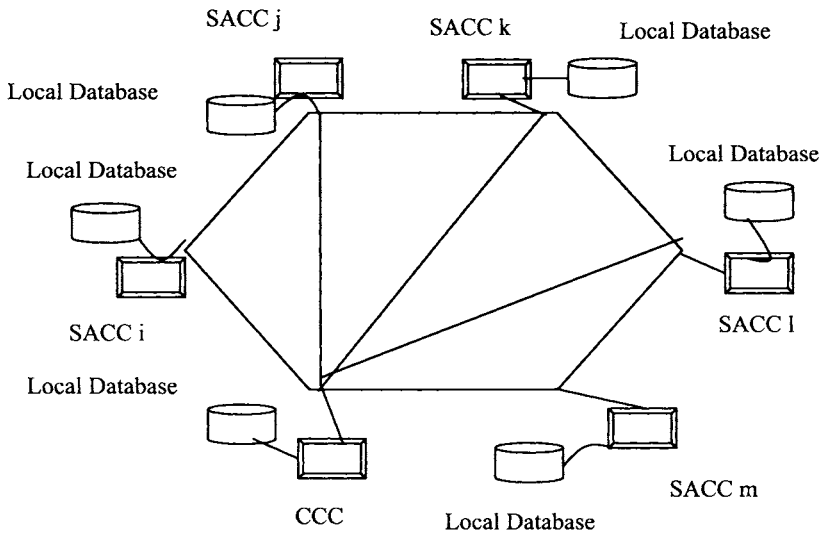 SACC j
SACC k
Local Database
Local Database
Local Database
Local Database
SACC i
SACC l
Local Database
SACC m
CCC
Local Database